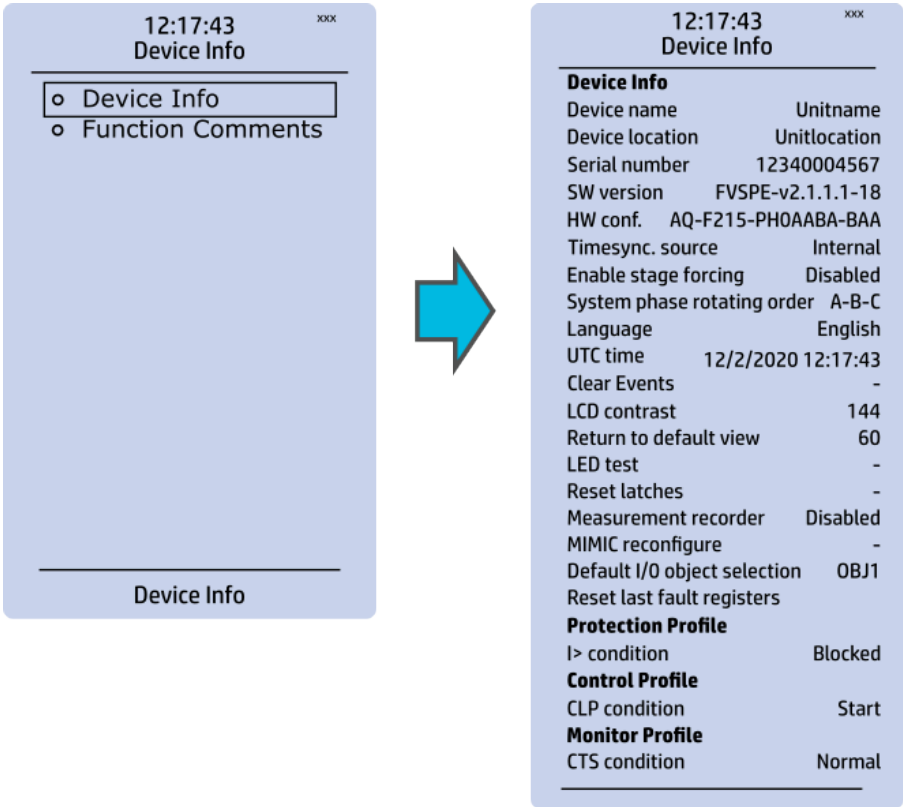 12:17:43 xxx
Device Info
Device Info
Function Comments
Device Info
12:17:43 xxx
Device Info
Device Info
Device name Unitname
Device location Unitlocation
Serial number 12340004567
SW version FVSPE-v2.1.1.1-18
HW conf. AQ-F215-PH0AABA-BAA
Timesync. source Internal
Enable stage forcing Disabled
System phase rotating order A-B-C
Language English
UTC time 12/2/2020 12:17:43
Clear Events -
LCD contrast 144
Return to default view 60
LED test -
Reset latches -
Measurement recorder Disabled
MIMIC reconfigure -
Default I/0 object selection OBJ1
Reset last fault registers
Protection Profile
I> condition Blocked
Control Profile
CLP condition Start
Monitor Profile
CTS condition Normal